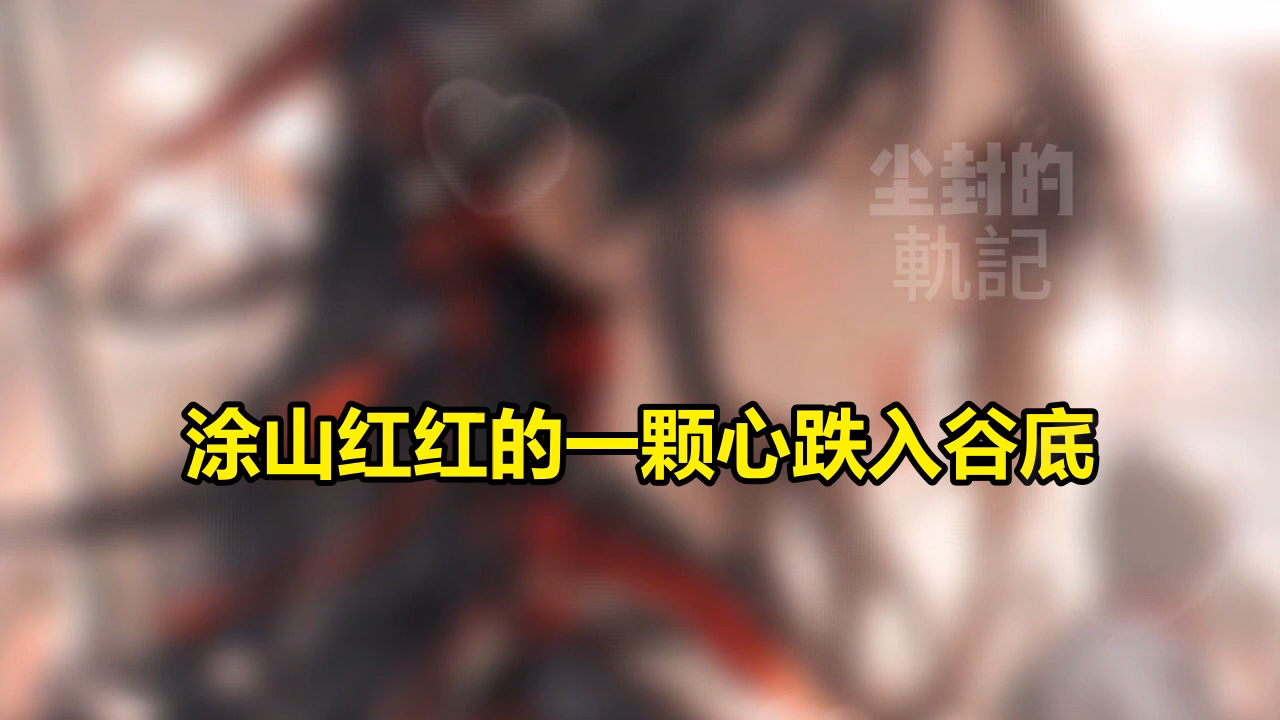 尘封的
軌記
涂山红红的一颗心跌入谷底